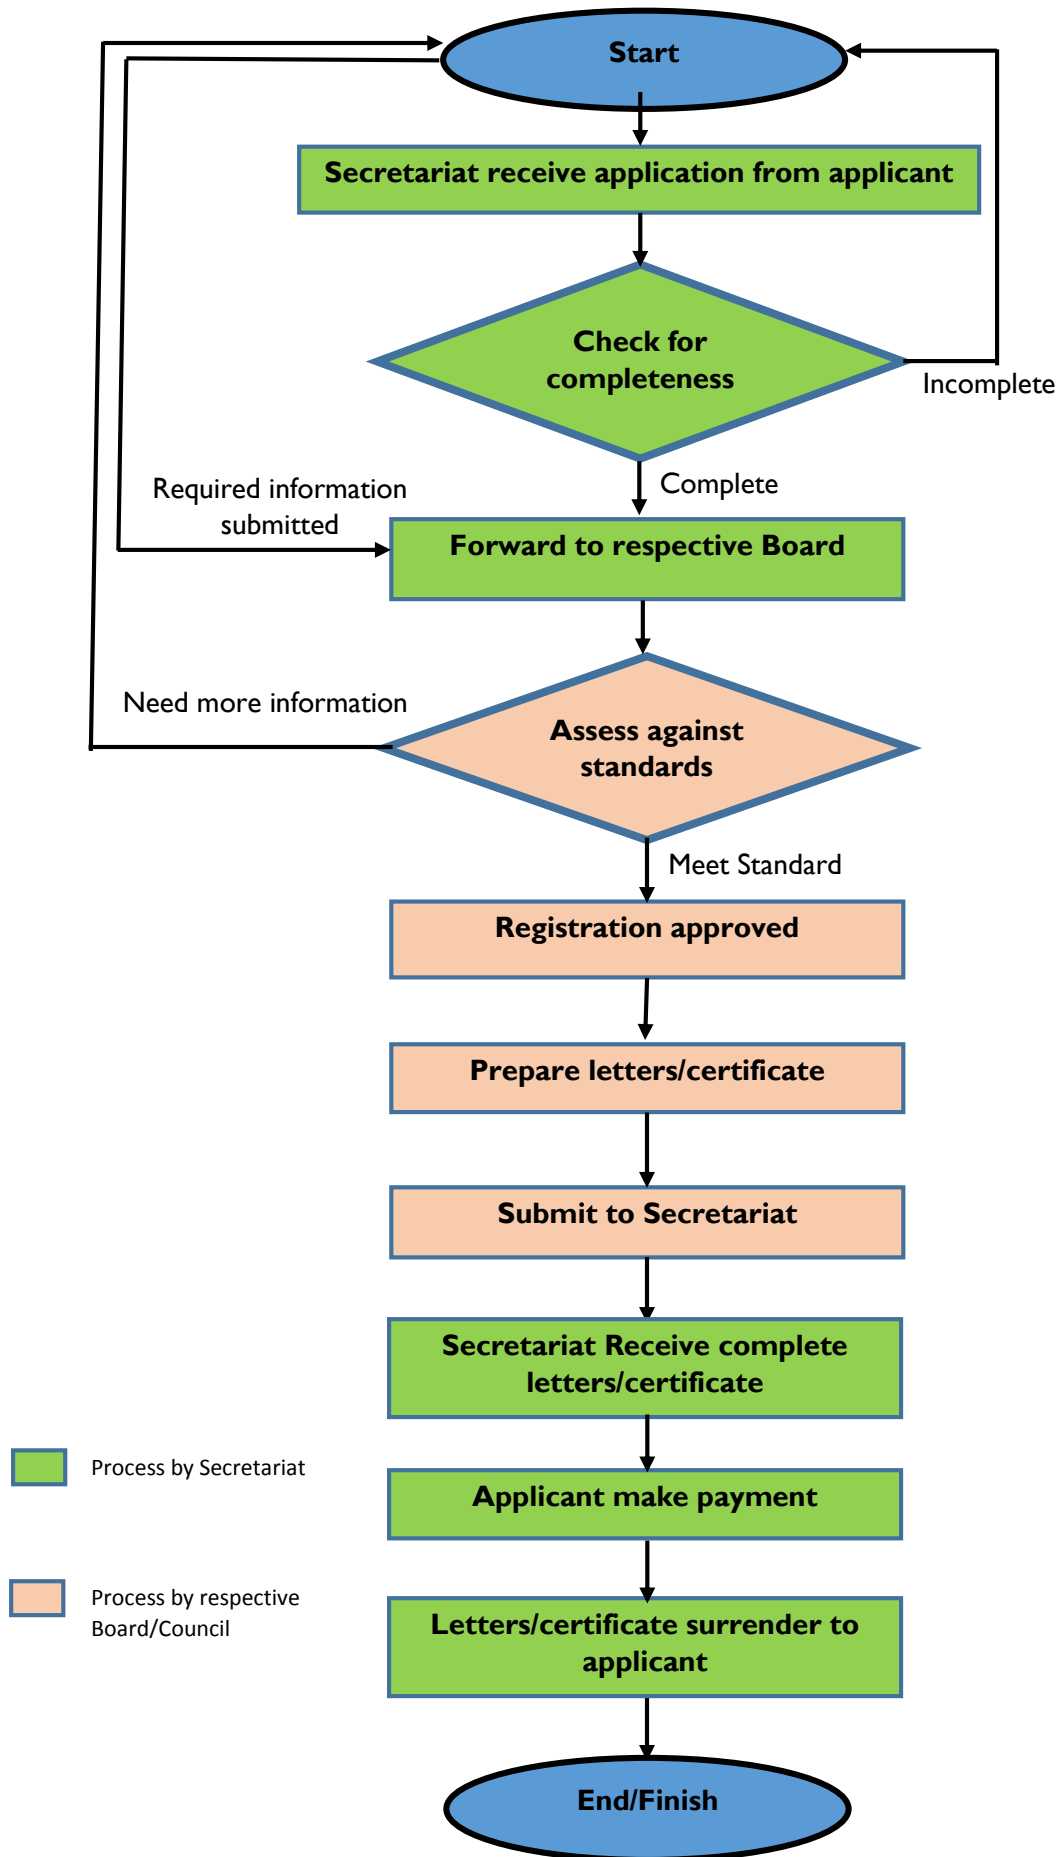 Start
Secretariat receive application from applicant
Check for
completeness
Incomplete
Complete
Required information
submitted
Forward to respective Board
Need more information
Assess against
standards
Meet Standard
Registration approved
Prepare letters/certificate
Submit to Secretariat
Secretariat Receive complete
letters/certificate
Process by Secretariat
Applicant make payment
Process by respective
Board/Council
Letters/certificate surrender to
applicant
End/Finish